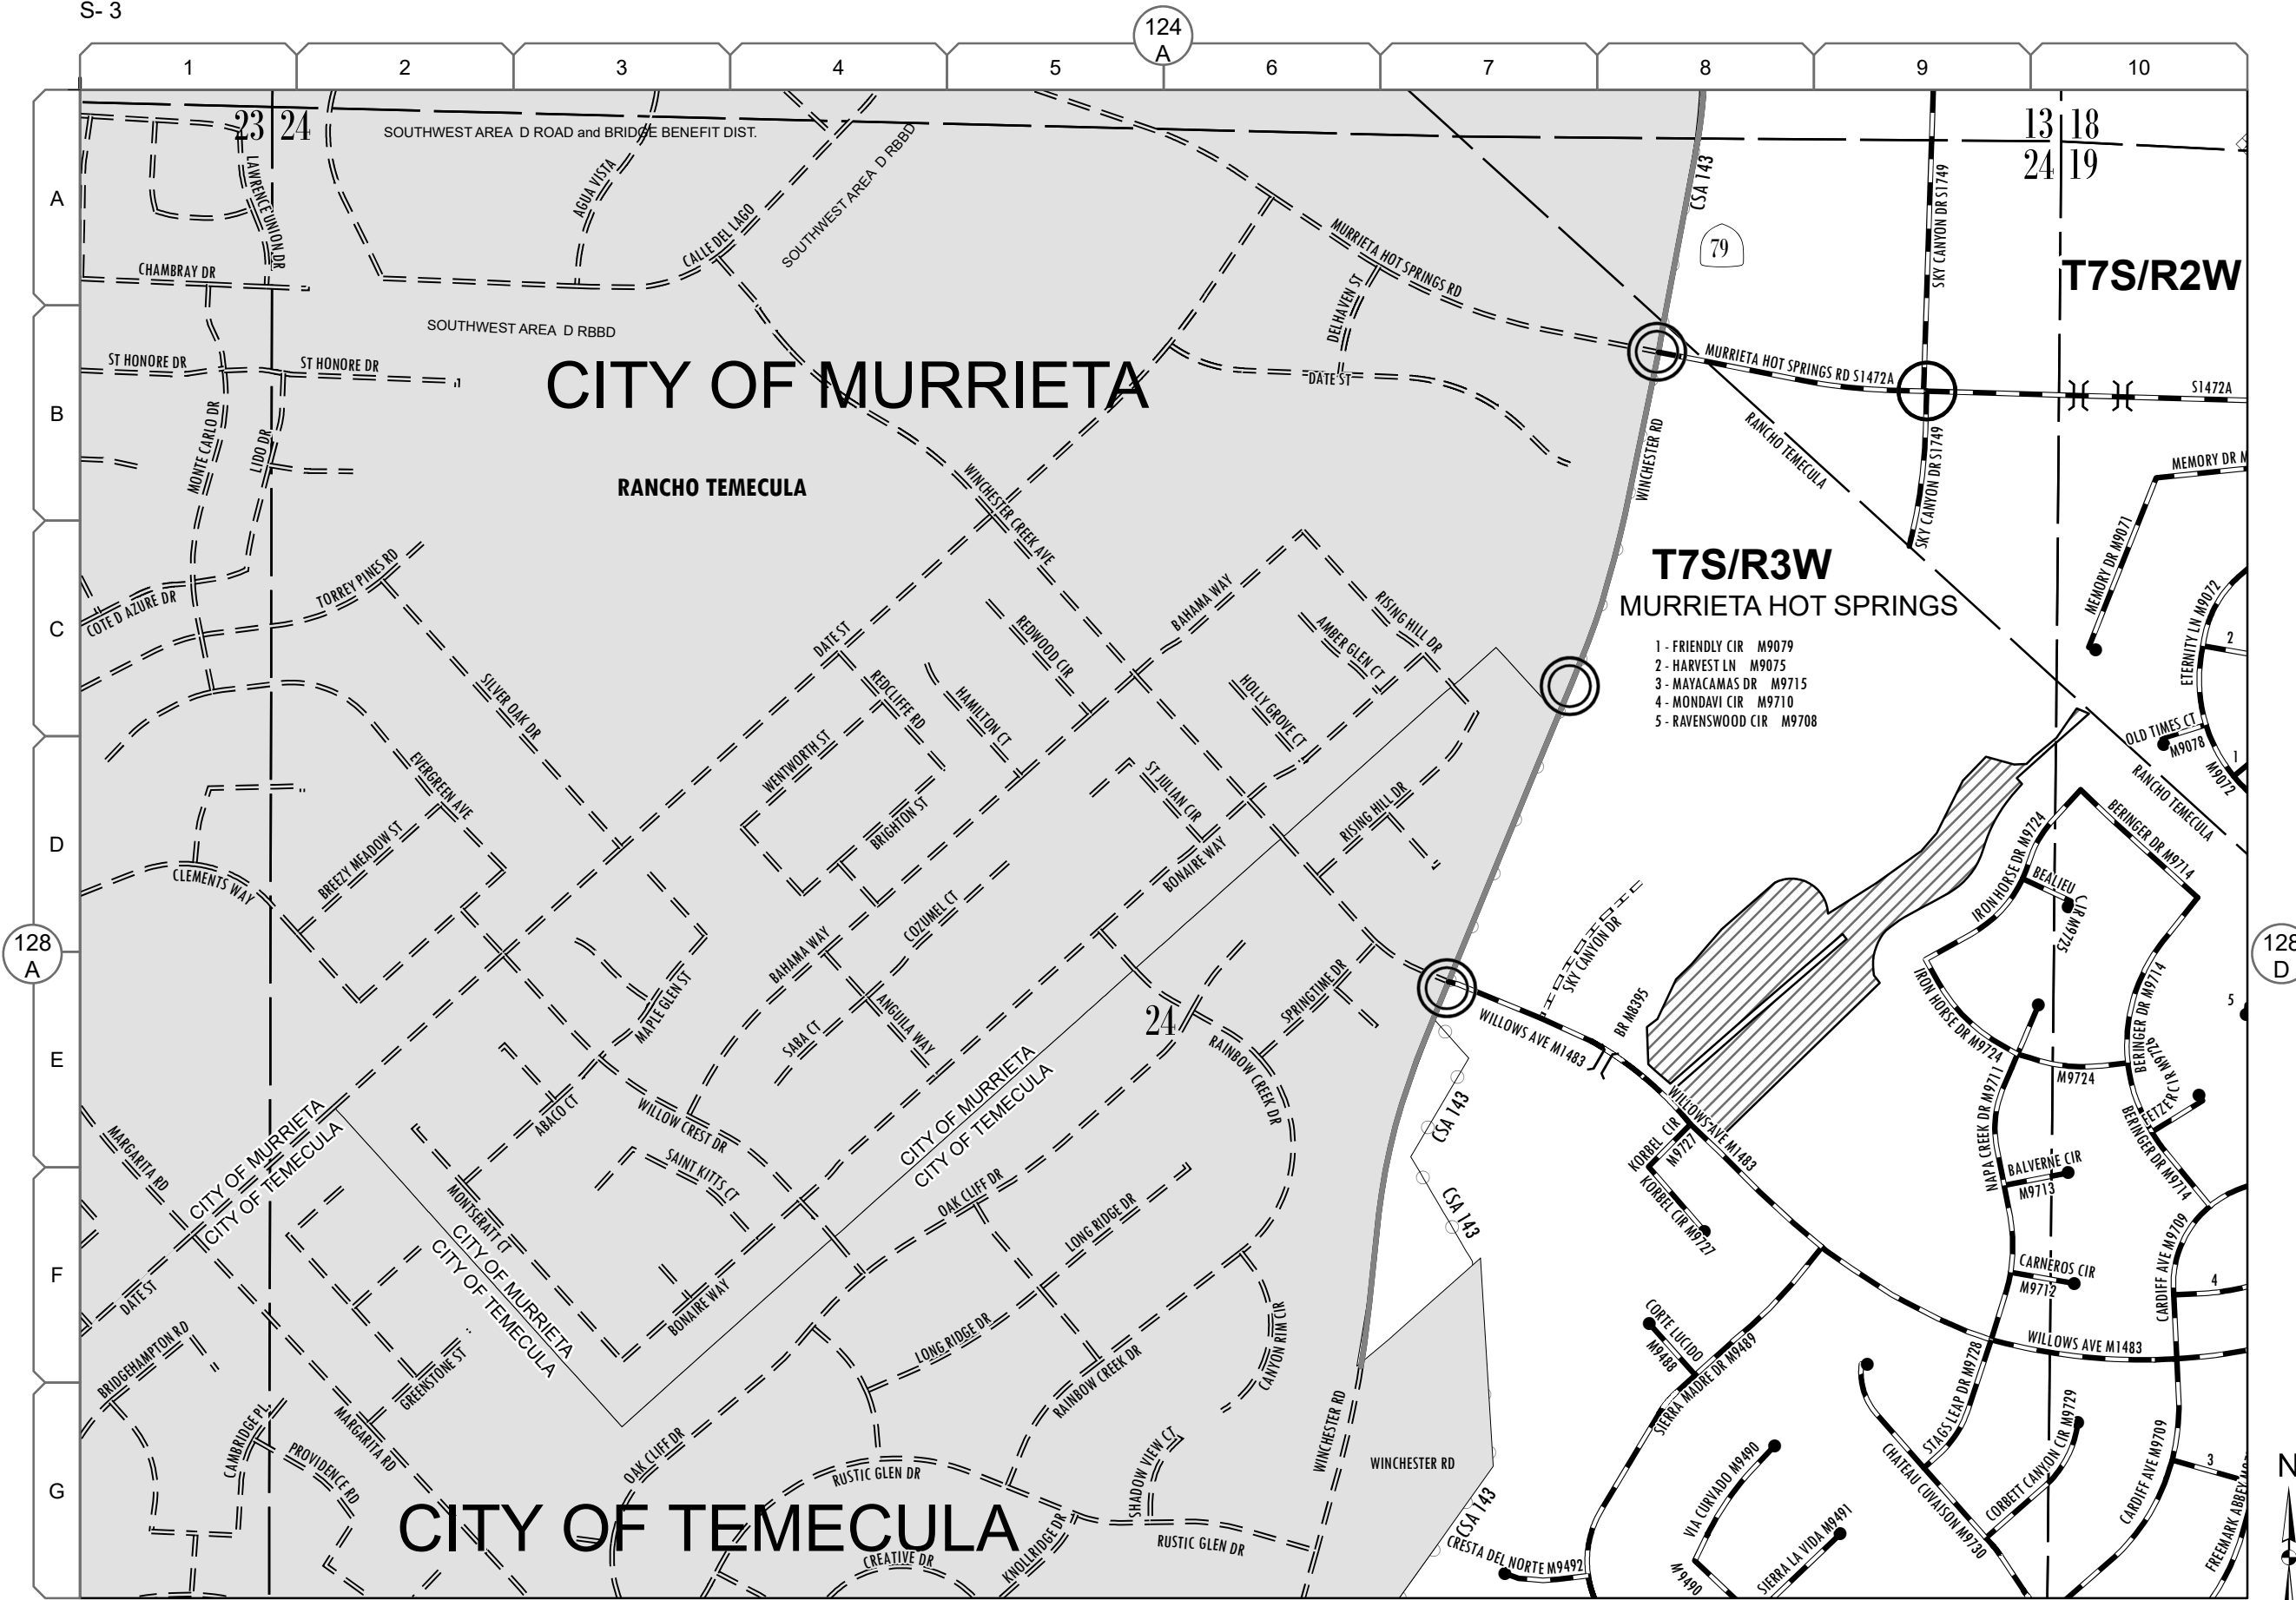 S- 3
124
A
1
2
3
4
5
6
7
8
9
10
A
B
C
D
E
F
G
128
A
128
D
N
23 24
13 18
24 19
24
79
SOUTHWEST AREA D ROAD and BRIDGE BENEFIT DIST.
SOUTHWEST AREA D RBBD
SOUTHWEST AREA D RBBD
LAWRENCE UNION DR
AGUA VISTA
CALLE DEL LAGO
CHAMBRAY DR
MURRIETA HOT SPRINGS RD
CSA 143
SKY CANYON DR S1749
T7S/R2W
DELHAVEN ST
ST HONORE DR
ST HONORE DR
CITY OF MURRIETA
DATE ST
MURRIETA HOT SPRINGS RD S1472A
S1472A
MONTE CARLO DR
LIDO DR
RANCHO TEMECULA
WINCHESTER CREEK AVE
WINCHESTER RD
RANCHO TEMECULA
SKY CANYON DR S1749
MEMORY DR M
MEMORY DR M9071
COTE D AZURE DR
TORREY PINES RD
SILVER OAK DR
DATE ST
REDCLIFFE RD
HAMILTON CT
REDWOOD CIR
BAHAMA WAY
RISING HILL DR
AMBER GLEN CT
HOLLY GROVE CT
T7S/R3W
MURRIETA HOT SPRINGS
1 - FRIENDLY CIR M9079
2 - HARVEST LN M9075
3 - MAYACAMAS DR M9715
4 - MONDAVI CIR M9710
5 - RAVENSWOOD CIR M9708
ETERNITY LN M9072
2
OLD TIMES CT
M9078
1
M9072
RANCHO TEMECULA
EVERGREEN AVE
BREEZY MEADOW ST
CLEMENTS WAY
WENTWORTH ST
BRIGHTON ST
ST JULIAN CIR
BONAIRE WAY
RISING HILL DR
COZUMEL CT
BAHAMA WAY
IRON HORSE DR M9724
BERINGER DR M9714
BEALIEU
CIR M9725
SKY CANYON DR
BR M8395
MAPLE GLEN ST
SABA CT
ANGUILA WAY
SPRINGTIME DR
RAINBOW CREEK DR
WILLOWS AVE M1483
IRON HORSE DR M9724
BERINGER DR M9714
5
M9724
FETZER CIR M9726
BERINGER DR M9714
NAPA CREEK DR M9711
ABACO CT
WILLOW CREST DR
CITY OF MURRIETA
CITY OF TEMECULA
CSA 143
WILLOWS AVE M1483
KORBEL CIR
M9727
KORBEL CIR M9727
BALVERNE CIR
M9713
MARGARITA RD
CITY OF MURRIETA
CITY OF TEMECULA
MONTSERATT CT
SAINT KITTS CT
CITY OF MURRIETA
CITY OF TEMECULA
OAK CLIFF DR
LONG RIDGE DR
CSA 143
CARNEROS CIR
M9712
CARDIFF AVE M9709
4
DATE ST
BONAIRE WAY
LONG RIDGE DR
RAINBOW CREEK DR
CANYON RIM CIR
CORTE LUCIDO
M9488
SIERRA MADRE DR M9489
WILLOWS AVE M1483
STAGS LEAP DR M9728
BRIDGEHAMPTON RD
GREENSTONE ST
MARGARITA RD
CAMBRIDGE PL
PROVIDENCE RD
OAK CLIFF DR
RUSTIC GLEN DR
SHADOW VIEW CT
WINCHESTER RD
WINCHESTER RD
VIA CURVADO M9490
CHATEAU CUVAISON M9730
CORBETT CANYON CIR M9729
CARDIFF AVE M9709
3
CITY OF TEMECULA
CREATIVE DR
KNOLLRIDGE DR
RUSTIC GLEN DR
CSA 143
CRESTA DEL NORTE M9492
M9490
SIERRA LA VIDA M9491
FREEMARK ABBEY